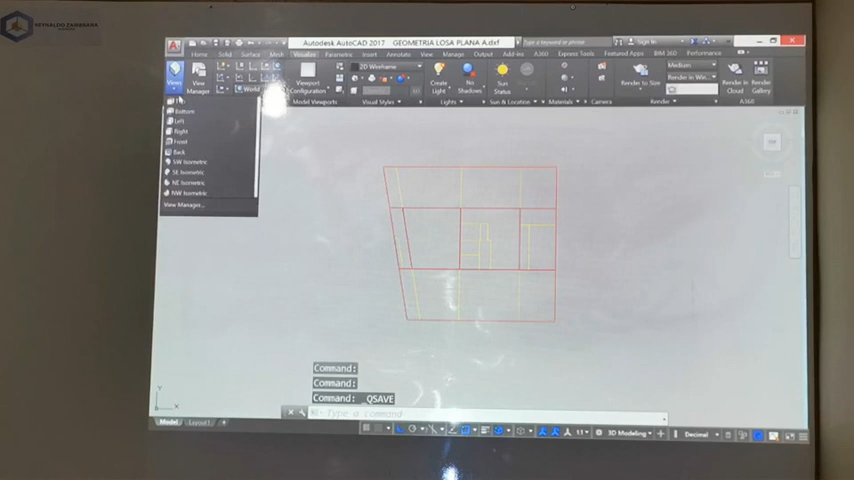 REYNALDO ZAMBRANA
Autodesk AutoCAD 2017 GEOMETRIA LOSA PLANA A.dxf
Type a keyword or phrase
Sign In
Home Solid Surface Mesh Visualize Parametric Insert Annotate View Manage Output Add-ins A360 Express Tools Featured Apps BIM 360 Performance
Views
View Manager
World
Viewport Configuration
2D Wireframe
Create Light
No Shadows
Sun Status
Render to Size
Medium
Render in Win...
Render in Cloud
Render Gallery
Model Viewports
Visual Styles
Lights
Sun & Location
Materials
Camera
Render
A360
Bottom
Left
Right
Front
Back
SW Isometric
SE Isometric
NE Isometric
NW Isometric
View Manager...
Y
X
Command:
Command:
Command: _QSAVE
Type a command
Model Layout1 +
1:1
3D Modeling
Decimal